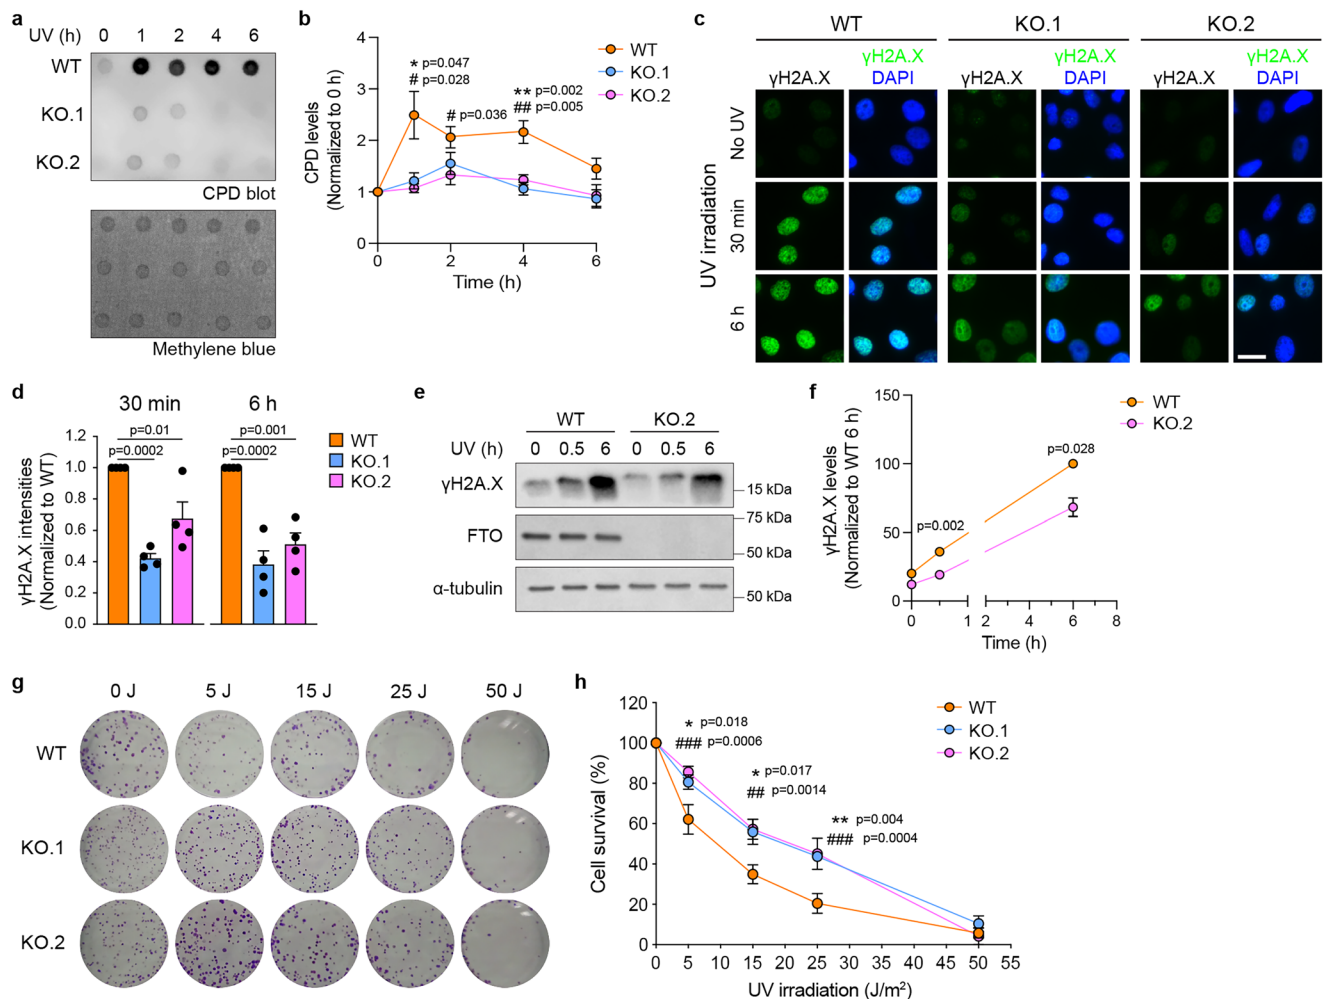 a
UV (h) 0 1 2 4 6
WT
KO.1
KO.2
CPD blot
Methylene blue
b
CPD levels
(Normalized to 0 h)
4
3
2
1
0
* p=0.047
# p=0.028
# p=0.036
** p=0.002
## p=0.005
WT
KO.1
KO.2
0 2 4 6
Time (h)
c
WT KO.1 KO.2
γH2A.X γH2A.X γH2A.X
γH2A.X DAPI γH2A.X DAPI γH2A.X DAPI
UV irradiation
No UV
30 min
6 h
d
30 min 6 h
γH2A.X intensities
(Normalized to WT)
1.2
1.0
0.8
0.6
0.4
0.2
0.0
p=0.01
p=0.0002
p=0.001
p=0.0002
WT
KO.1
KO.2
e
WT KO.2
UV (h) 0 0.5 6 0 0.5 6
γH2A.X
15 kDa
75 kDa
FTO
50 kDa
α-tubulin
50 kDa
f
γH2A.X levels
(Normalized to WT 6 h)
150
100
50
0
p=0.002
p=0.028
WT
KO.2
0 1 2 4 6 8
Time (h)
g
0 J 5 J 15 J 25 J 50 J
WT
KO.1
KO.2
h
Cell survival (%)
120
100
80
60
40
20
0
* p=0.018
### p=0.0006
* p=0.017
## p=0.0014
** p=0.004
### p=0.0004
WT
KO.1
KO.2
0 5 10 15 20 25 30 35 40 45 50 55
UV irradiation (J/m²)